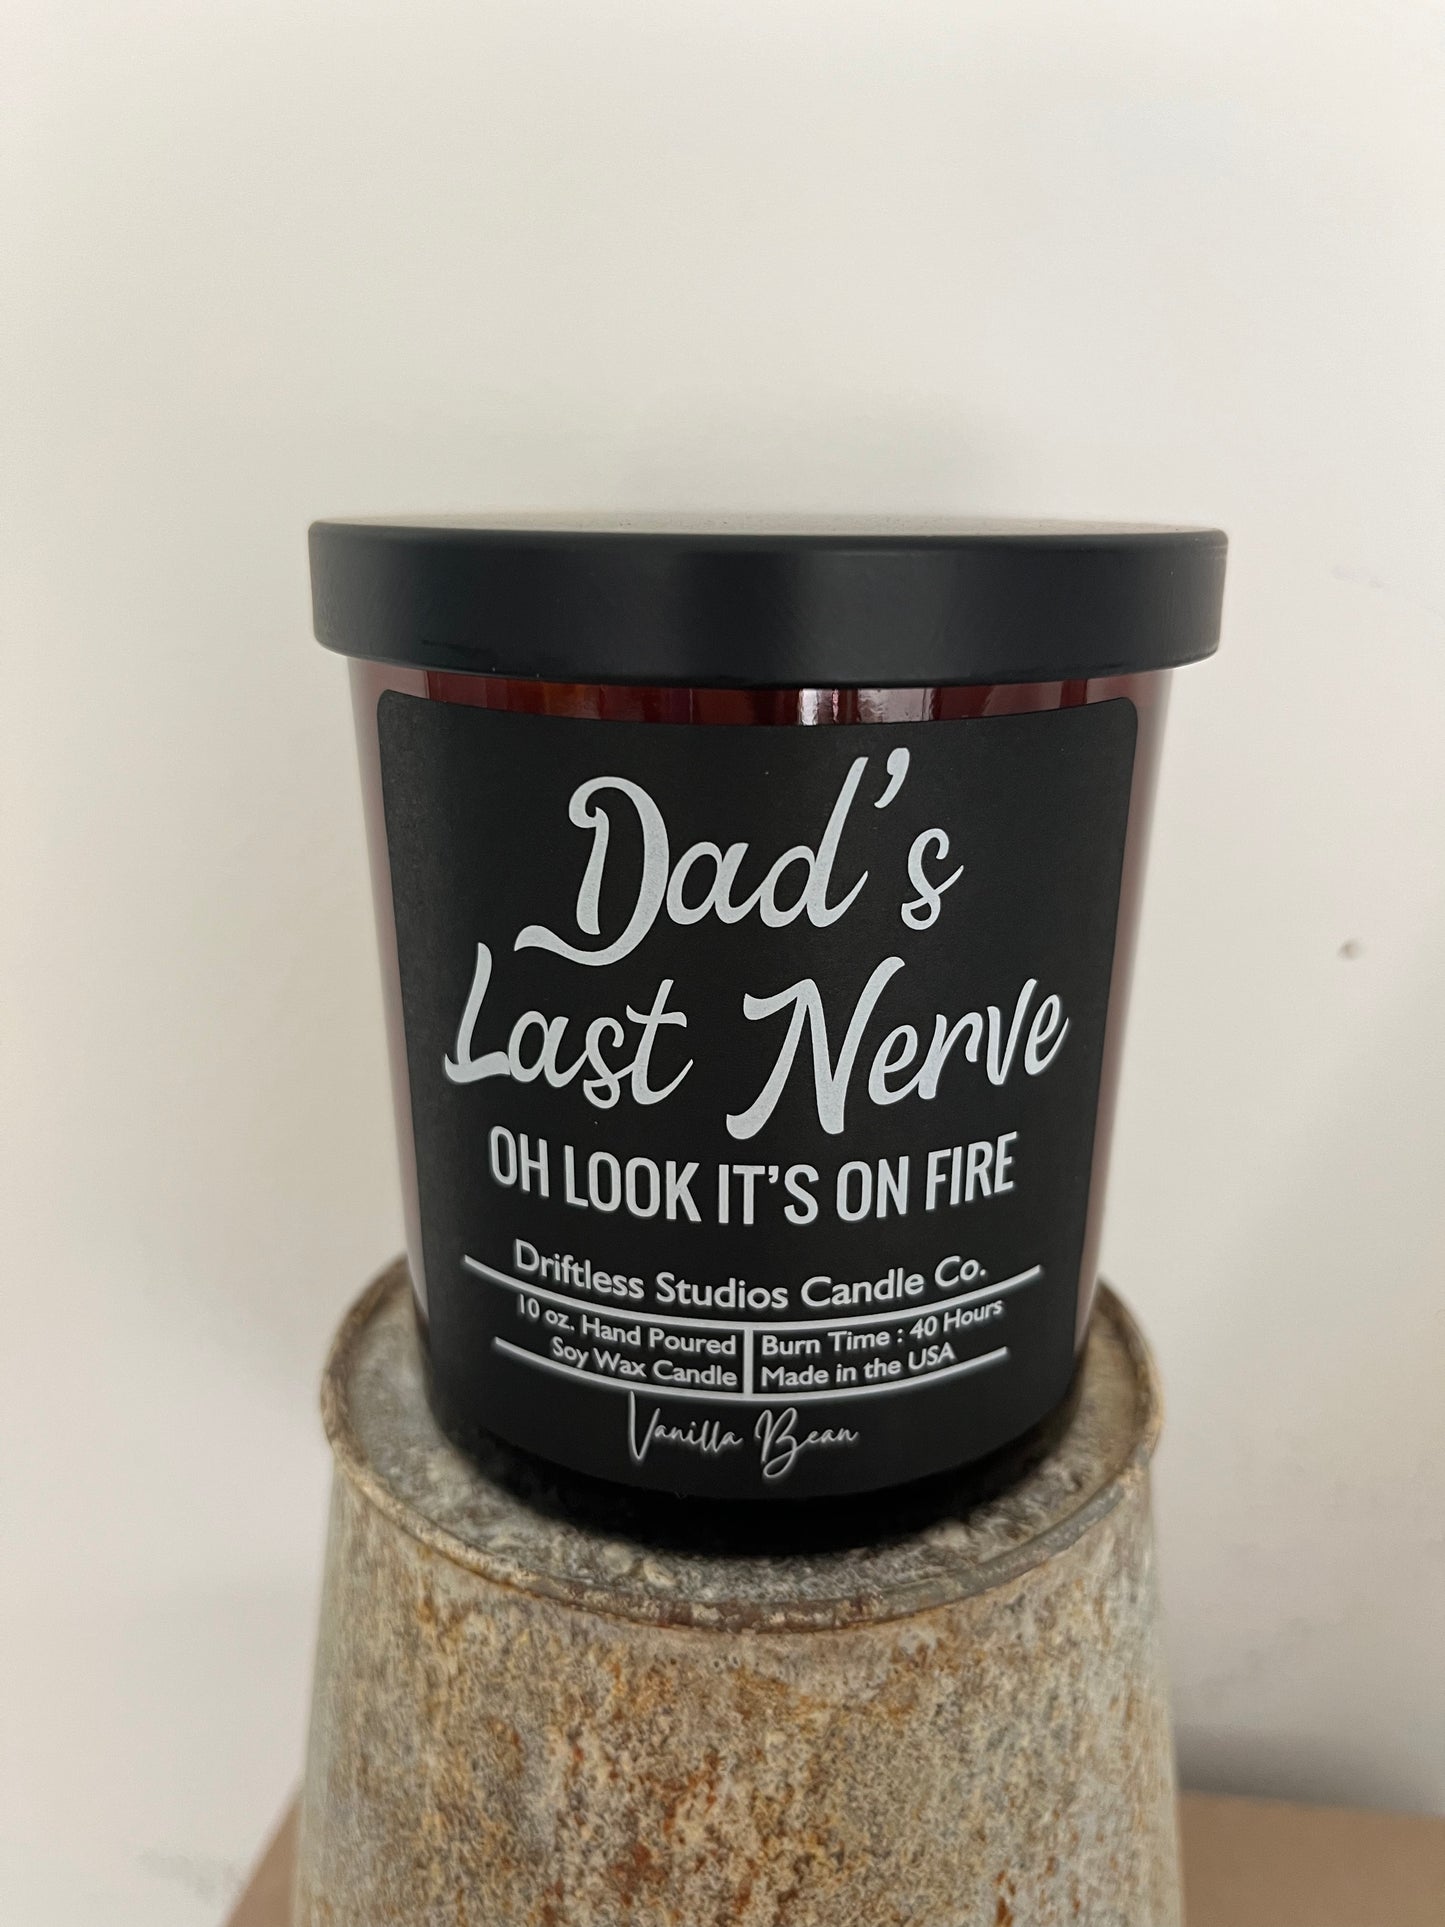 Dad's
Last Nerve
OH LOOK IT'S ON FIRE
Driftless Studios Candle Co.
10 oz. Hand Poured
Soy Wax Candle
Burn Time : 40 Hours
Made in the USA
Vanilla Bean